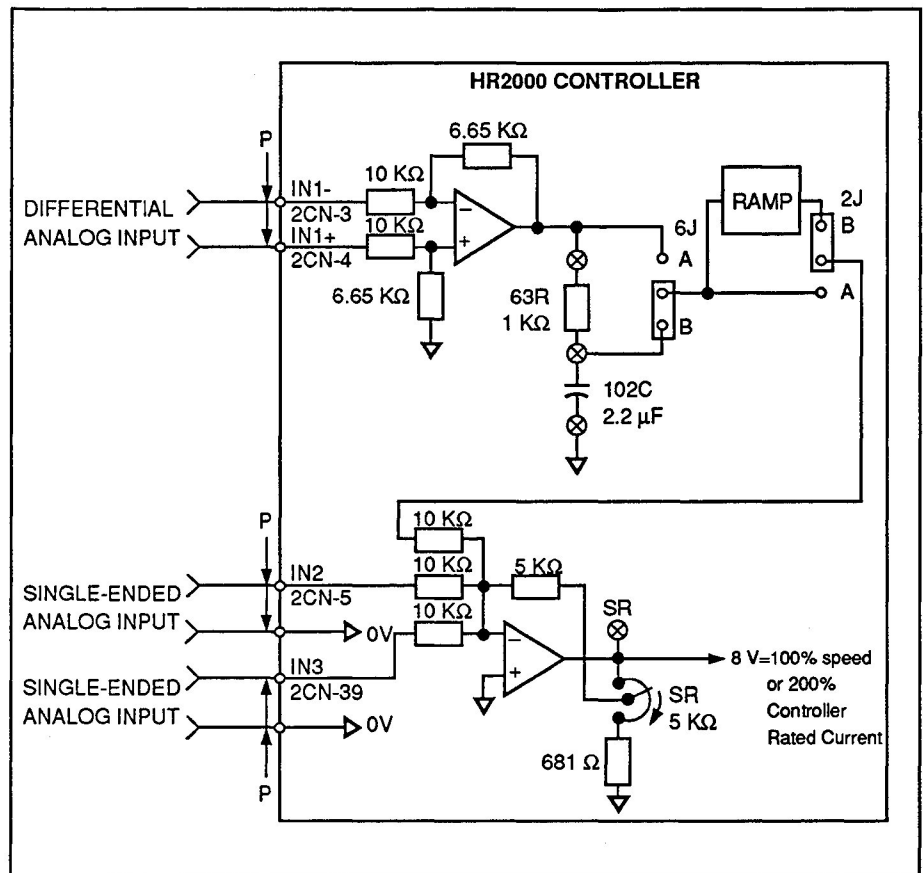 HR2000 CONTROLLER
P
6.65 KΩ
10 KΩ
IN1-
2CN-3
DIFFERENTIAL
ANALOG INPUT
10 KΩ
IN1+
2CN-4
−
+
6.65 KΩ
RAMP
2J
B
A
6J
A
B
63R
1 KΩ
102C
2.2 µF
10 KΩ
P
IN2
2CN-5
10 KΩ
5 KΩ
SINGLE-ENDED
ANALOG INPUT
0V
10 KΩ
IN3
2CN-39
SINGLE-ENDED
ANALOG INPUT
0V
P
−
+
SR
8 V=100% speed
or 200%
Controller
Rated Current
SR
5 KΩ
681 Ω